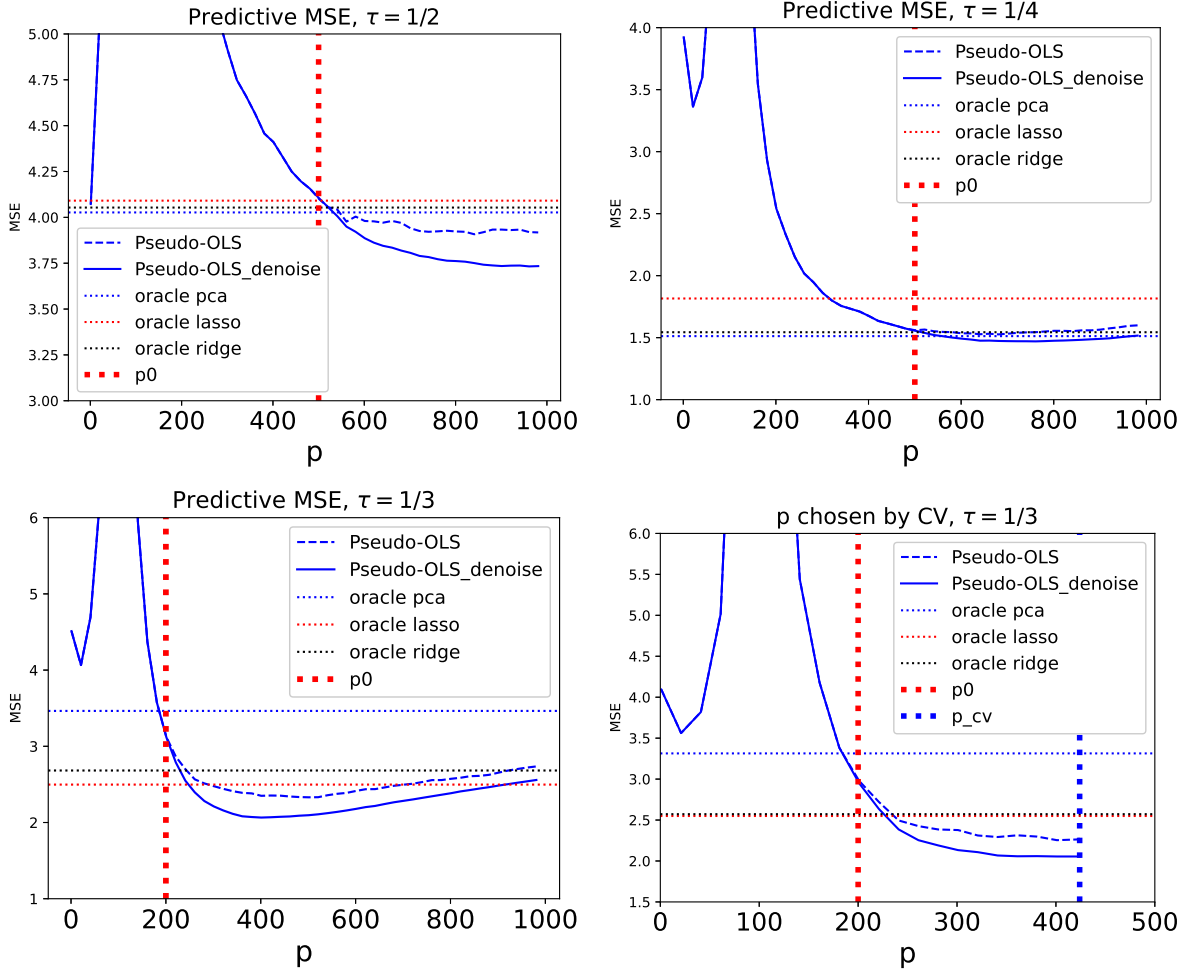 Predictive MSE, τ = 1/2
5.00
4.75
4.50
4.25
4.00
3.75
3.50
3.25
3.00
MSE
Pseudo-OLS
Pseudo-OLS_denoise
oracle pca
oracle lasso
oracle ridge
p0
0 200 400 600 800 1000
p
Predictive MSE, τ = 1/4
4.0
3.5
3.0
2.5
2.0
1.5
1.0
MSE
Pseudo-OLS
Pseudo-OLS_denoise
oracle pca
oracle lasso
oracle ridge
p0
0 200 400 600 800 1000
p
Predictive MSE, τ = 1/3
6
5
4
3
2
1
MSE
Pseudo-OLS
Pseudo-OLS_denoise
oracle pca
oracle lasso
oracle ridge
p0
0 200 400 600 800 1000
p
p chosen by CV, τ = 1/3
6.0
5.5
5.0
4.5
4.0
3.5
3.0
2.5
2.0
1.5
MSE
Pseudo-OLS
Pseudo-OLS_denoise
oracle pca
oracle lasso
oracle ridge
p0
p_cv
0 100 200 300 400 500
p